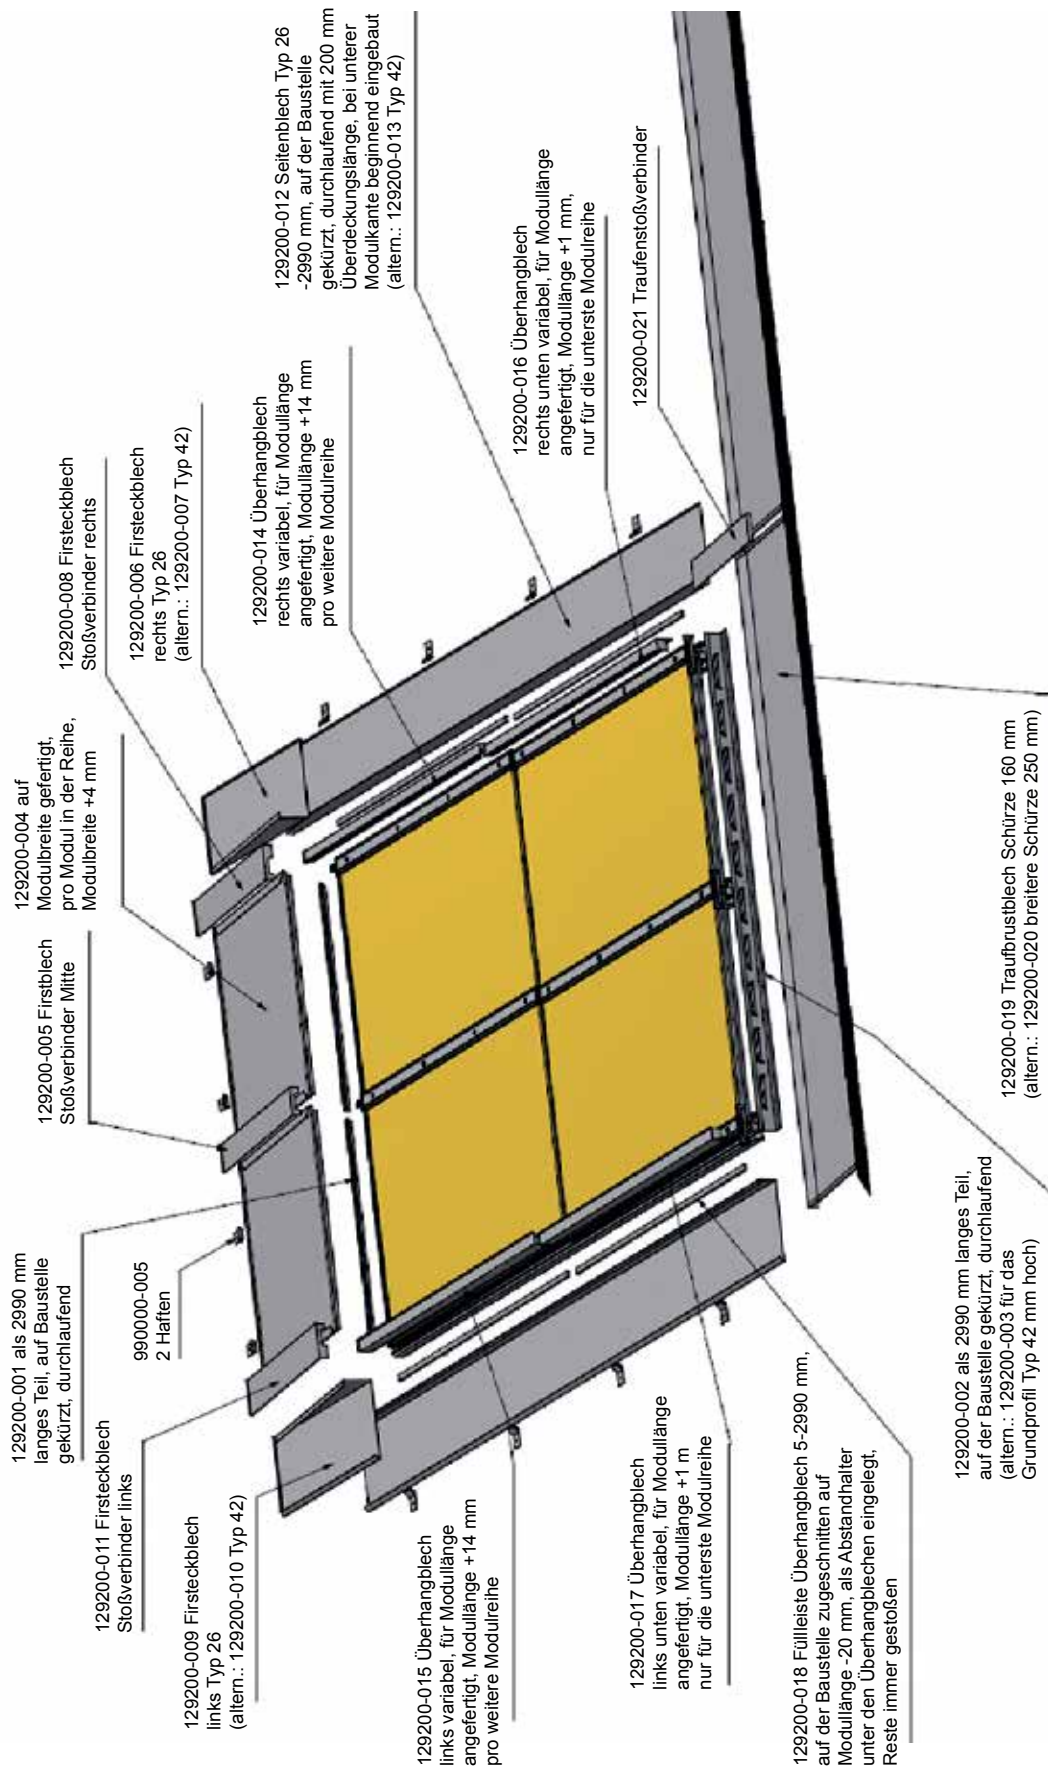 129200-001 als 2990 mm
langes Teil, auf Baustelle
gekürzt, durchlaufend
129200-005 Firstblech
Stoßverbinder Mitte
129200-004 auf
Modulbreite gefertigt,
pro Modul in der Reihe,
Modulbreite +4 mm
129200-008 Firsteckblech
Stoßverbinder rechts
129200-006 Firsteckblech
rechts Typ 26
(altern.: 129200-007 Typ 42)
129200-014 Überhangblech
rechts variabel, für Modullänge
angefertigt, Modullänge +14 mm
pro weitere Modulreihe
129200-012 Seitenblech Typ 26
-2990 mm, auf der Baustelle
gekürzt, durchlaufend mit 200 mm
Überdeckungslänge, bei unterer
Modulkante beginnend eingebaut
(altern.: 129200-013 Typ 42)
129200-016 Überhangblech
rechts unten variabel, für Modullänge
angefertigt, Modullänge +1 mm,
nur für die unterste Modulreihe
129200-021 Traufenstoßverbinder
990000-005
2 Haften
129200-011 Firsteckblech
Stoßverbinder links
129200-009 Firsteckblech
links Typ 26
(altern.: 129200-010 Typ 42)
129200-015 Überhangblech
links variabel, für Modullänge
angefertigt, Modullänge +14 mm
pro weitere Modulreihe
129200-017 Überhangblech
links unten variabel, für Modullänge
angefertigt, Modullänge +1 m
nur für die unterste Modulreihe
129200-018 Füllleiste Überhangblech 5-2990 mm,
auf der Baustelle zugeschnitten auf
Modullänge -20 mm, als Abstandhalter
unter den Überhangblechen eingelegt,
Reste immer gestoßen
129200-002 als 2990 mm langes Teil,
auf der Baustelle gekürzt, durchlaufend
(altern.: 129200-003 für das
Grundprofil Typ 42 mm hoch)
129200-019 Traufbrustblech Schürze 160 mm
(altern.: 129200-020 breitere Schürze 250 mm)